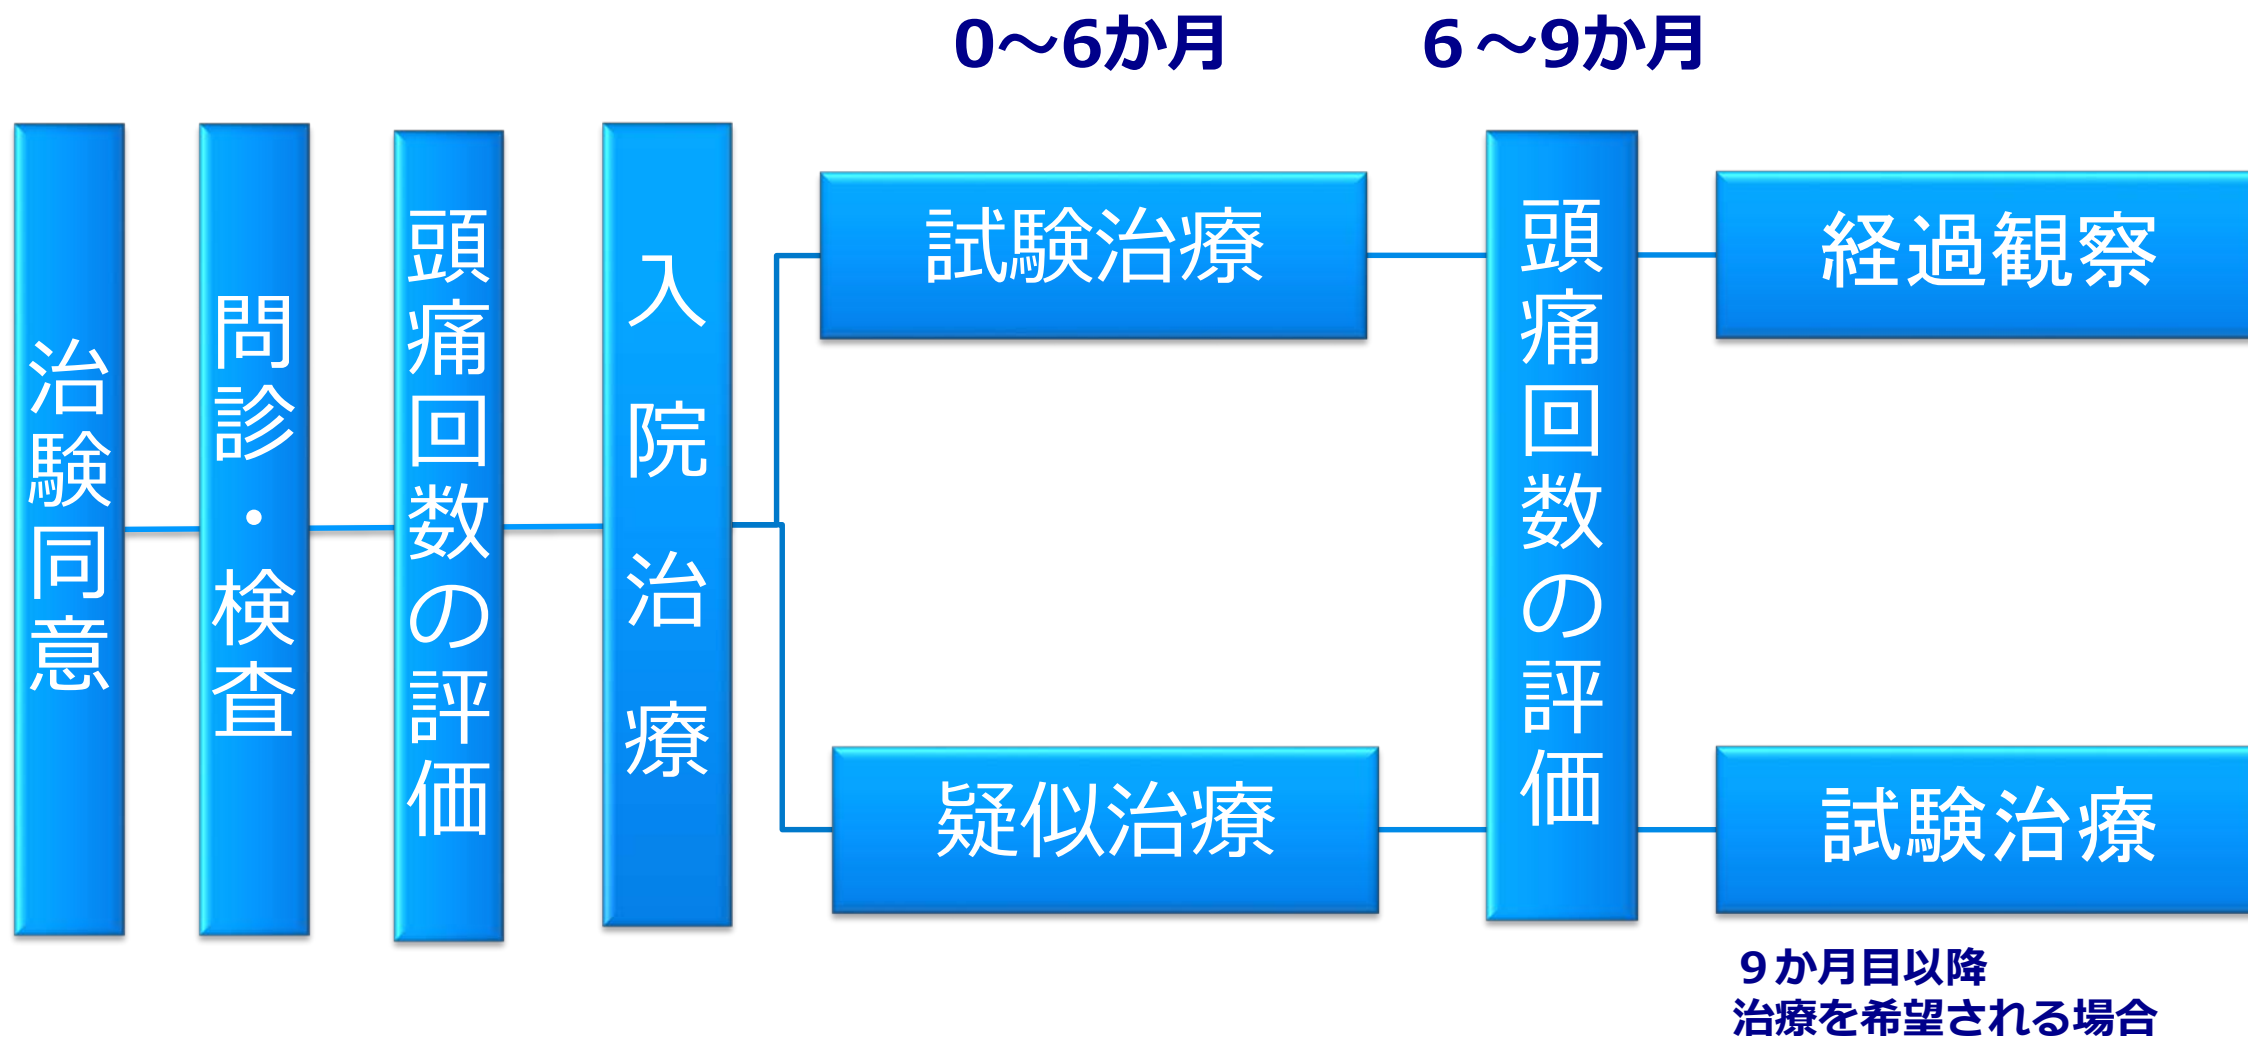 0～6か月
６～9か月
治験同意
問診・検査
頭痛回数の評価
入院治療
試験治療
疑似治療
頭痛回数の評価
経過観察
試験治療
９か月目以降
治療を希望される場合